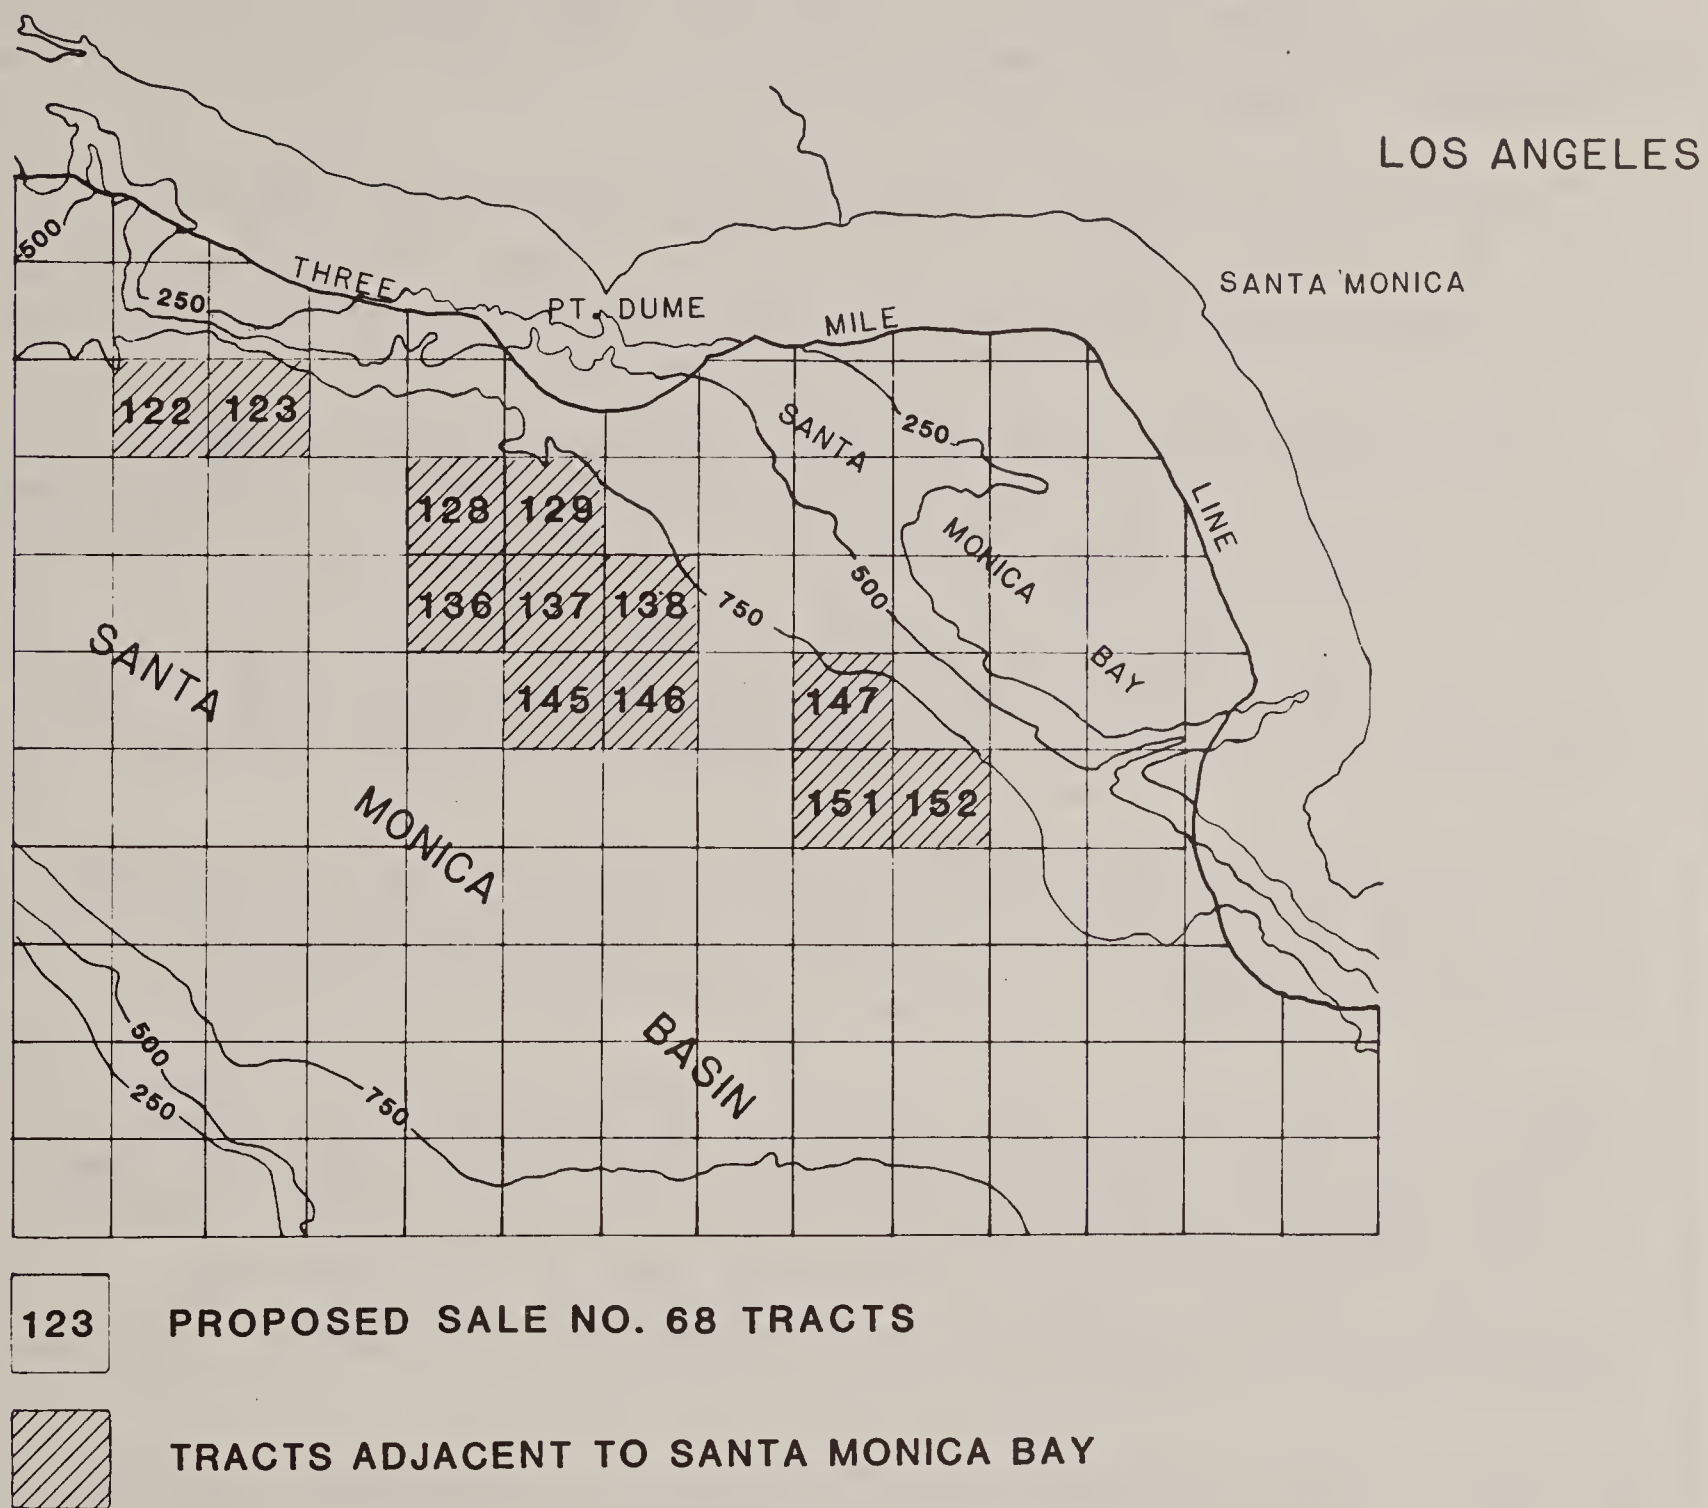 LOS ANGELES
500
THREE
SANTA MONICA
250
PT. DUME
MILE
122 123
SANTA
250
128 129
LINE
MONICA
500
136 137 138
750
SANTA
BAY
145 146 147
MONICA
151 152
500
BASIN
250
750
123 PROPOSED SALE NO. 68 TRACTS
TRACTS ADJACENT TO SANTA MONICA BAY